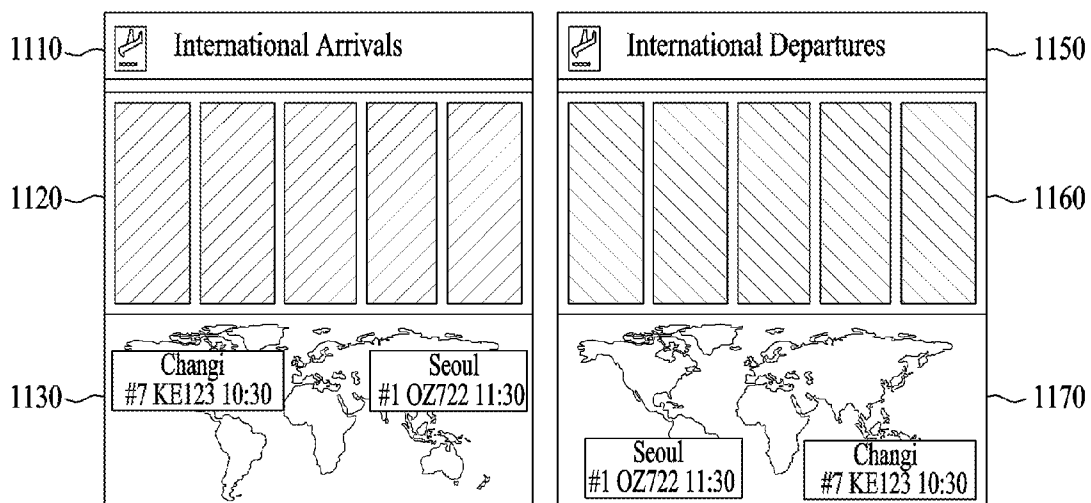 1110
International Arrivals
International Departures
1150
1120
1160
Changi
#7 KE123 10:30
Seoul
#1 OZ722 11:30
1130
1170
Seoul
#1 OZ722 11:30
Changi
#7 KE123 10:30